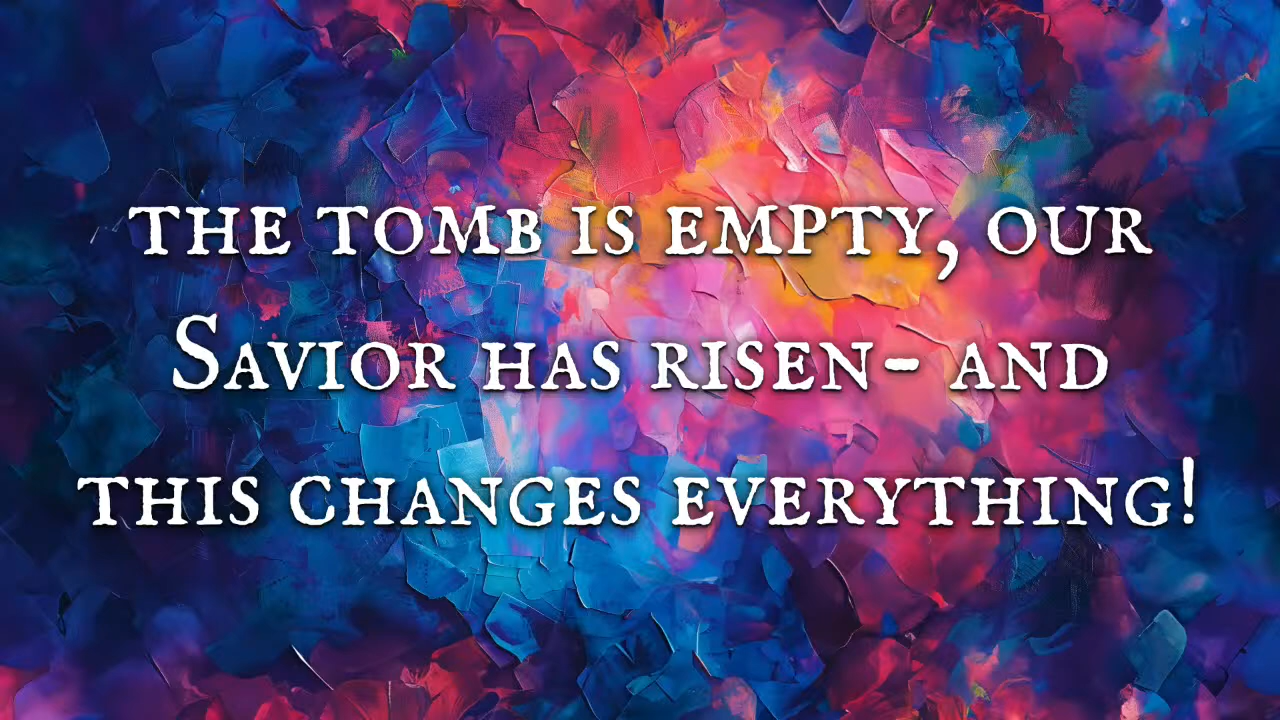 the tomb is empty, our
Savior has risen- and
this changes everything!